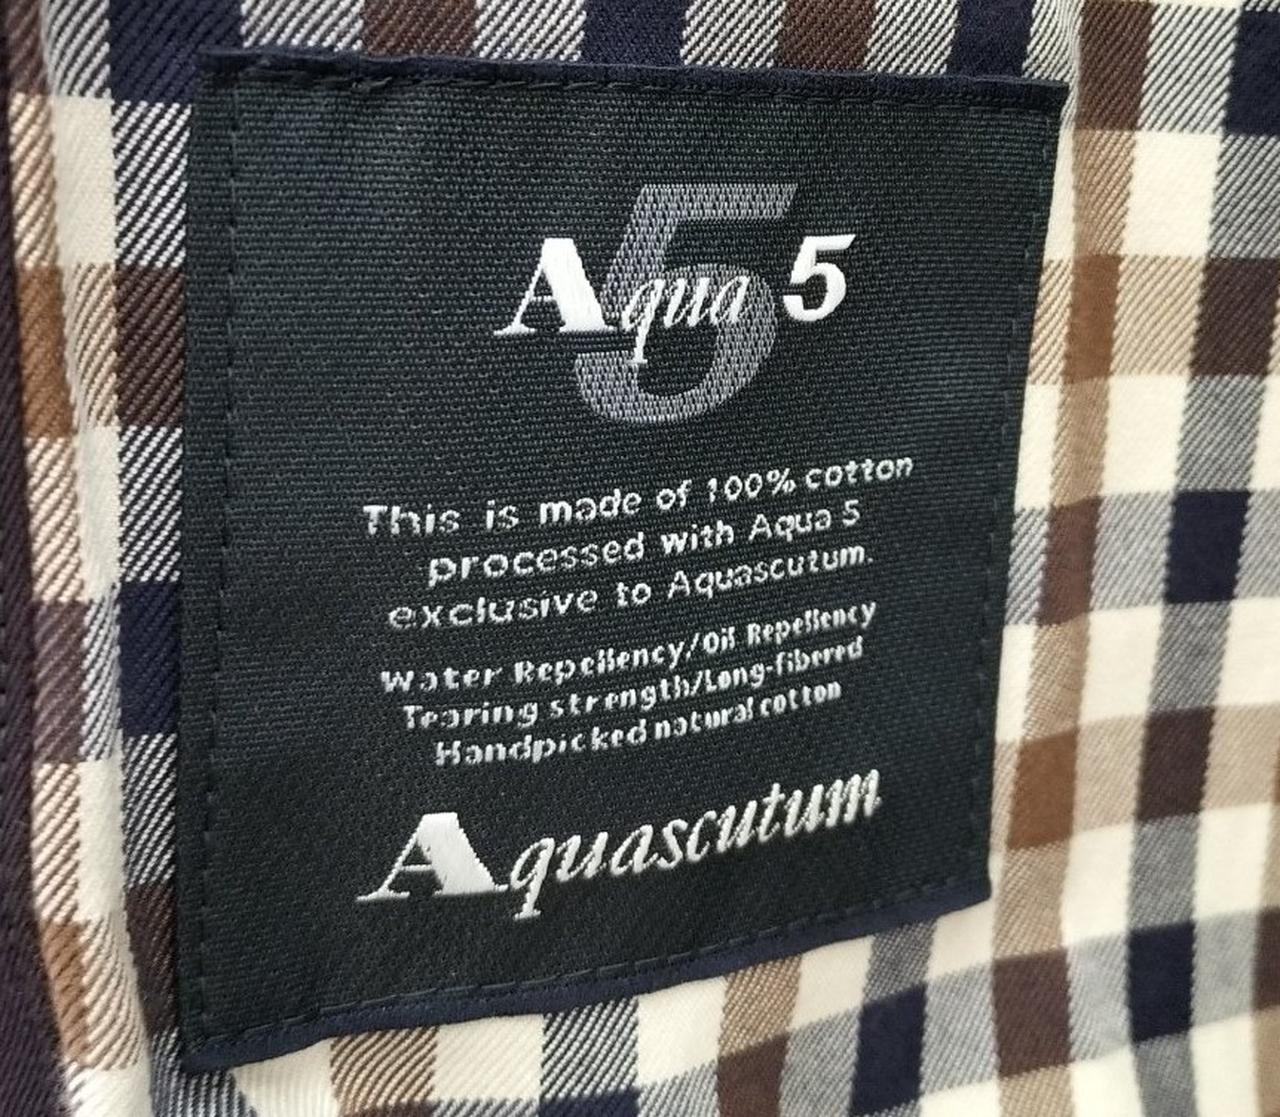 Aqua 5
This is made of 100% cotton
processed with Aqua 5
exclusive to Aquascutum.
Water Repellency/Oil Repellency
Tearing strength/Long-fibered
Handpicked natural cotton
Aquascutum